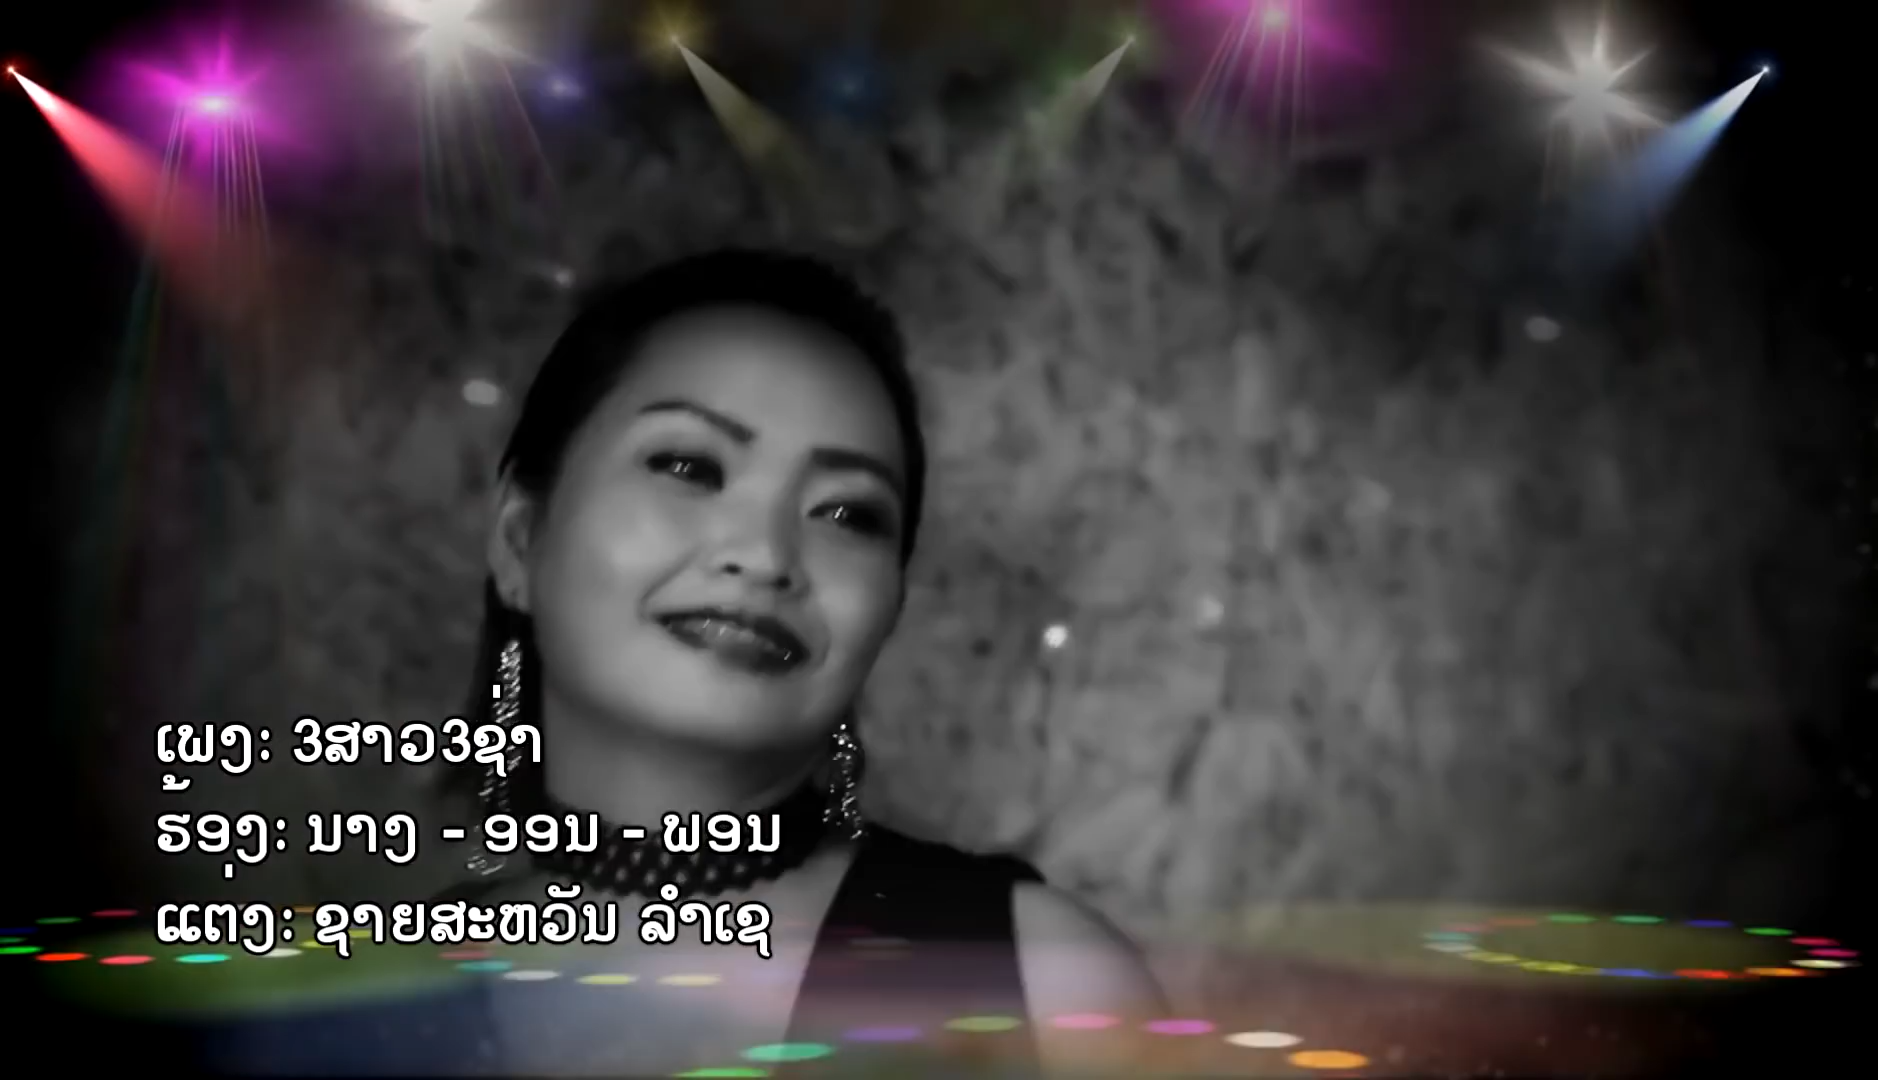 ເພງ: 3ສາວ3ຊ່ຳ
ຮ້ອງ: ນາງ - ອອນ - ພອນ
ແຕ່ງ: ຊາຍສະຫວັນ ລຳເຊ